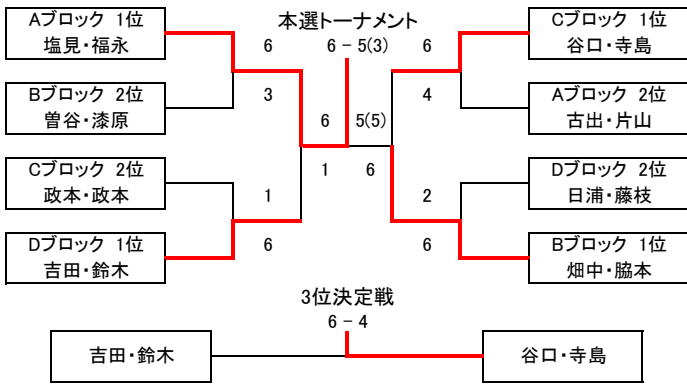 本選トーナメント
6 － 5(3)
Aブロック 1位
塩見・福永
6
Bブロック 2位
曽谷・漆原
3
Cブロック 2位
政本・政本
1
Dブロック 1位
吉田・鈴木
6
6
1
5(5)
6
Cブロック 1位
谷口・寺島
6
Aブロック 2位
古出・片山
4
Dブロック 2位
日浦・藤枝
2
Bブロック 1位
畑中・脇本
6
3位決定戦
6 － 4
吉田・鈴木
谷口・寺島